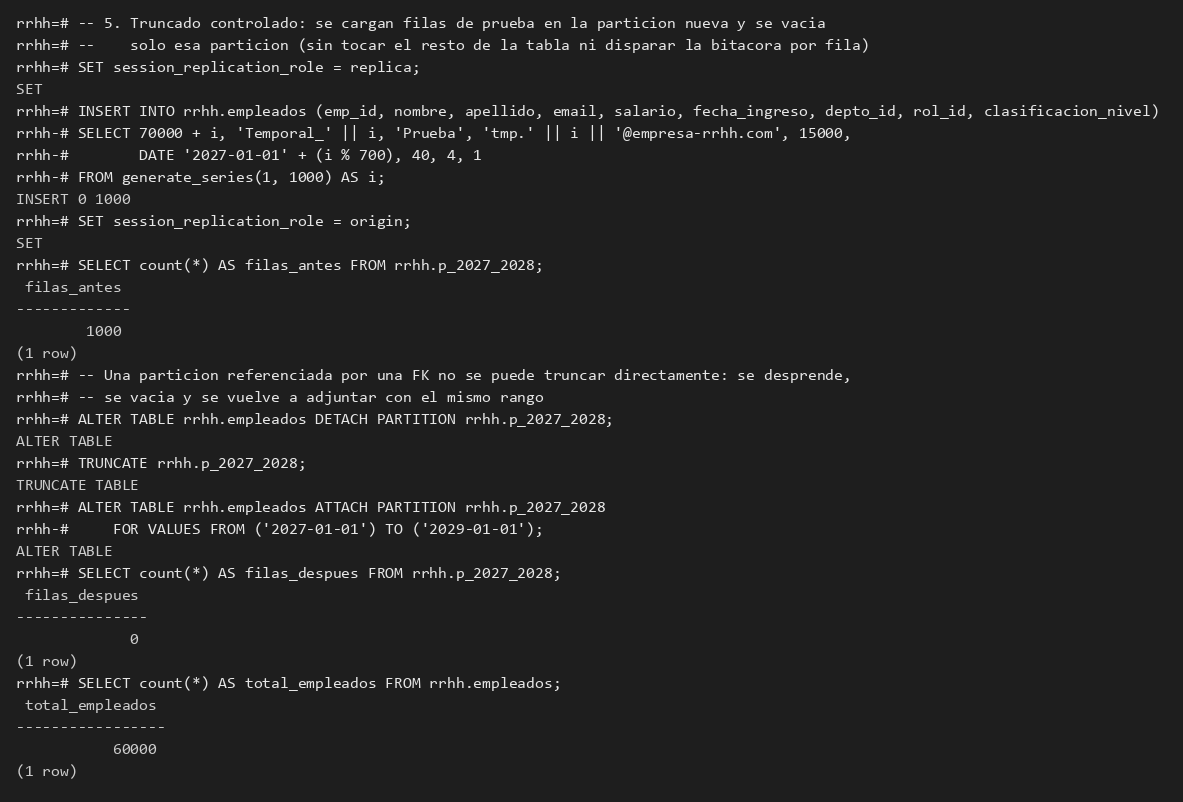 rrhh=# -- 5. Truncado controlado: se cargan filas de prueba en la particion nueva y se vacia
rrhh=# --    solo esa particion (sin tocar el resto de la tabla ni disparar la bitacora por fila)
rrhh=# SET session_replication_role = replica;
SET
rrhh=# INSERT INTO rrhh.empleados (emp_id, nombre, apellido, email, salario, fecha_ingreso, depto_id, rol_id, clasificacion_nivel)
rrhh-# SELECT 70000 + i, 'Temporal_' || i, 'Prueba', 'tmp.' || i || '@empresa-rrhh.com', 15000,
rrhh-#        DATE '2027-01-01' + (i % 700), 40, 4, 1
rrhh-# FROM generate_series(1, 1000) AS i;
INSERT 0 1000
rrhh=# SET session_replication_role = origin;
SET
rrhh=# SELECT count(*) AS filas_antes FROM rrhh.p_2027_2028;
 filas_antes
-------------
        1000
(1 row)
rrhh=# -- Una particion referenciada por una FK no se puede truncar directamente: se desprende,
rrhh=# -- se vacia y se vuelve a adjuntar con el mismo rango
rrhh=# ALTER TABLE rrhh.empleados DETACH PARTITION rrhh.p_2027_2028;
ALTER TABLE
rrhh=# TRUNCATE rrhh.p_2027_2028;
TRUNCATE TABLE
rrhh=# ALTER TABLE rrhh.empleados ATTACH PARTITION rrhh.p_2027_2028
rrhh-#     FOR VALUES FROM ('2027-01-01') TO ('2029-01-01');
ALTER TABLE
rrhh=# SELECT count(*) AS filas_despues FROM rrhh.p_2027_2028;
 filas_despues
---------------
             0
(1 row)
rrhh=# SELECT count(*) AS total_empleados FROM rrhh.empleados;
 total_empleados
-----------------
           60000
(1 row)